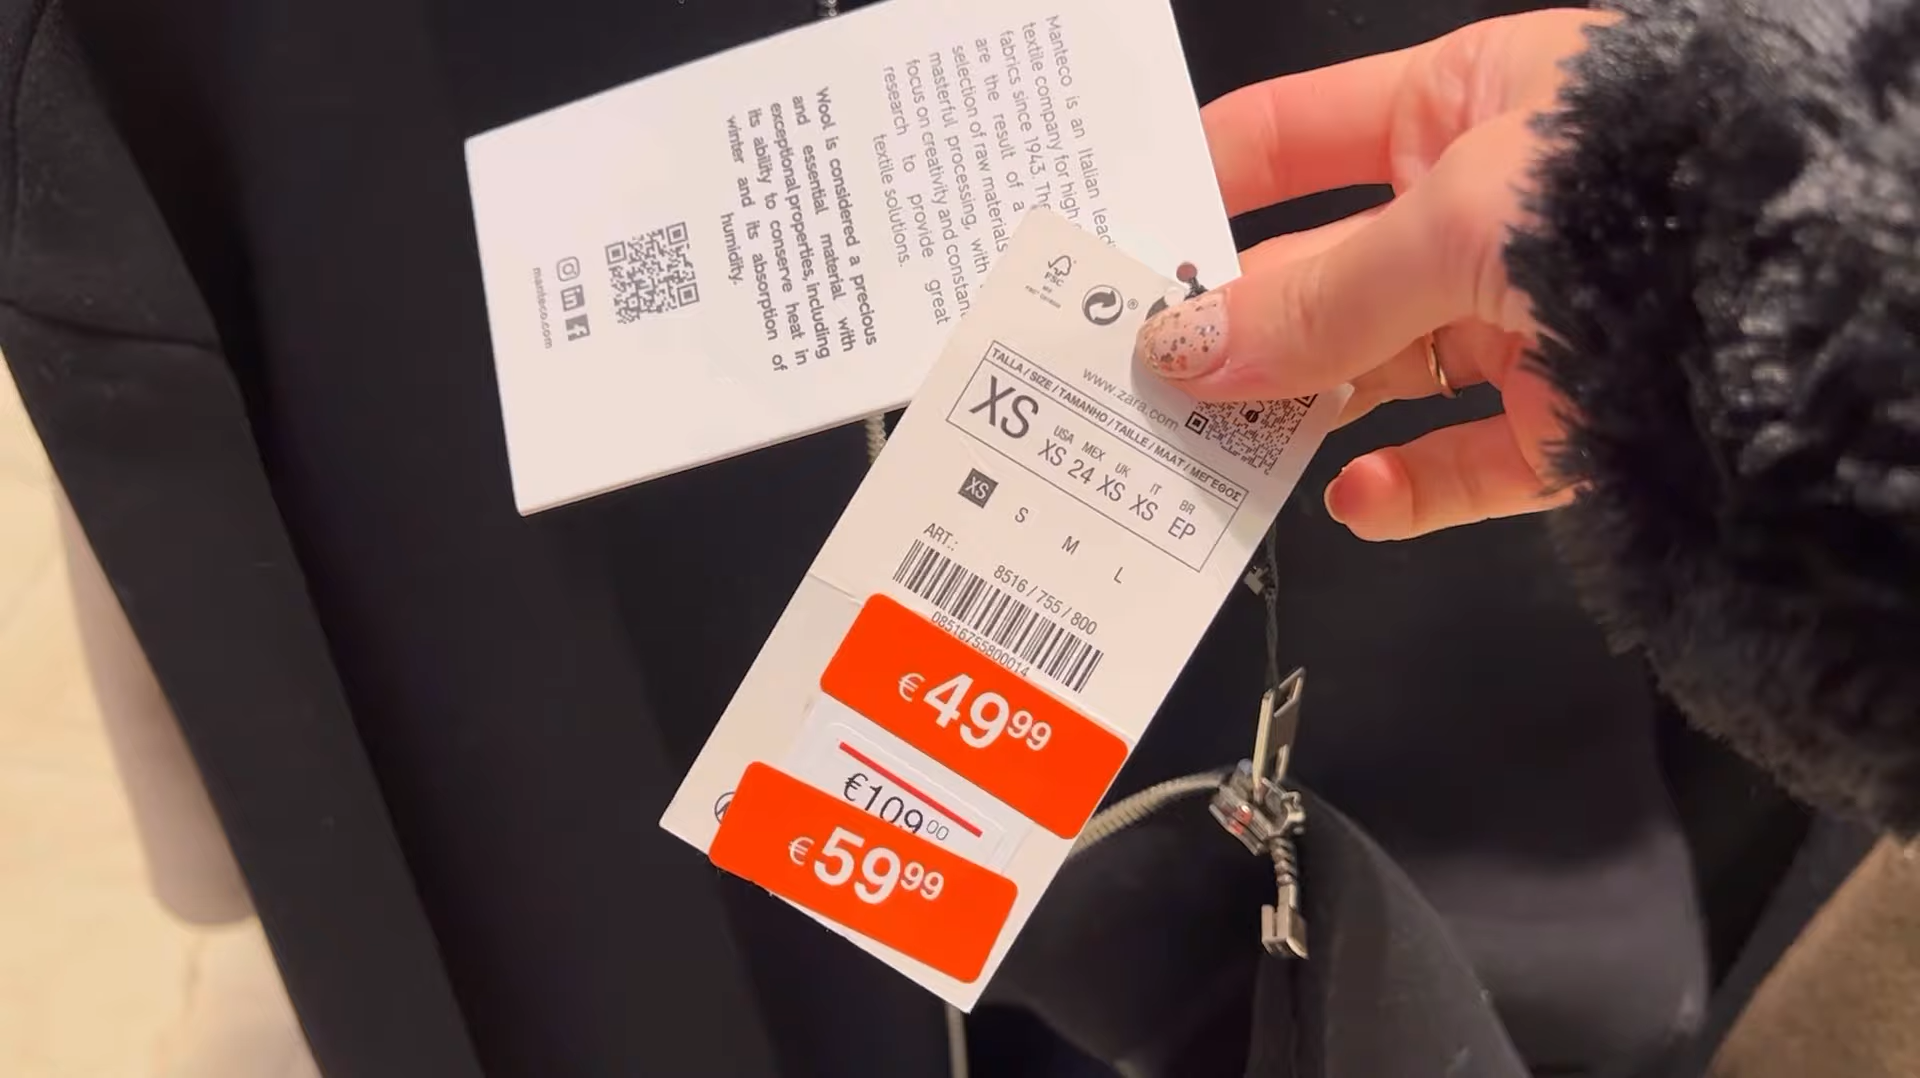 Manteco is an Italian
textile company for high
fabrics since 1943.
are the result of a
selection of raw materials
masterful processing, with
focus on creativity and constant
research to provide great
textile solutions.
Wool is considered a precious
and essential material with
exceptional properties, including
its ability to conserve heat in
winter and its absorption of
humidity.
manteco.com
FSC
www.zara.com
TALLA / SIZE / TAMANHO / TAILLE / MAAT / ΜΕΓΕΘΟΣ
XS
USA MEX UK IT BR
XS 24 XS XS EP
XS S M L
ART.:
8516 / 755 / 800
08516755800014
€49.99
€109.00
€59.99